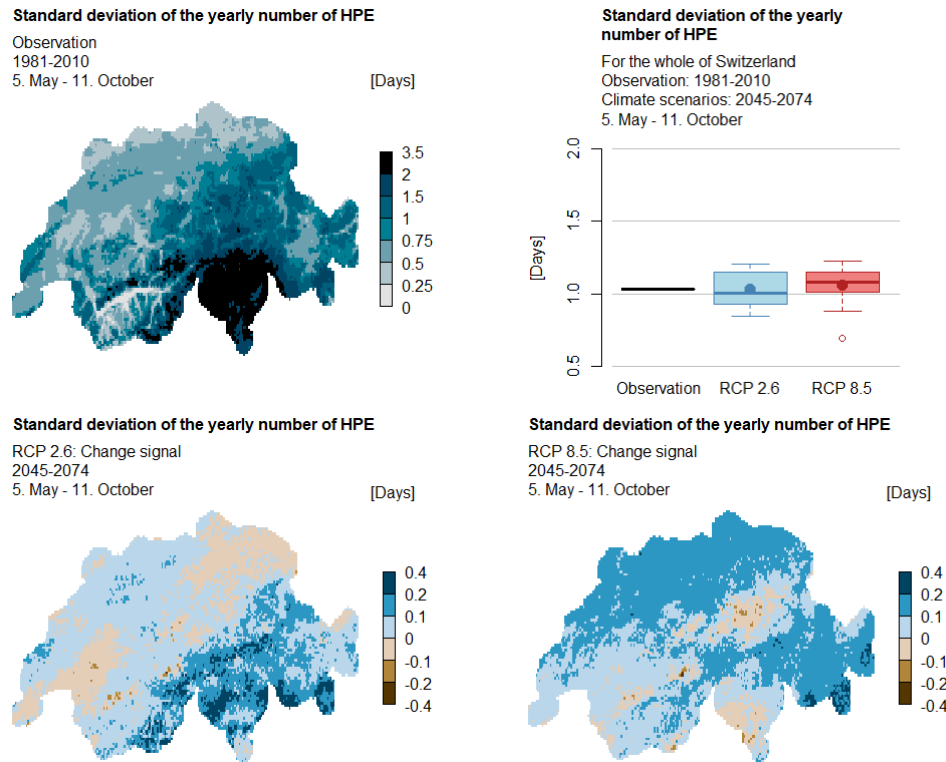 Standard deviation of the yearly number of HPE
Observation
1981-2010
5. May - 11. October
[Days]
3.5
2
1.5
1
0.75
0.5
0.25
0
Standard deviation of the yearly
number of HPE
For the whole of Switzerland
Observation: 1981-2010
Climate scenarios: 2045-2074
5. May - 11. October
[Days]
2.0
1.5
1.0
0.5
Observation
RCP 2.6
RCP 8.5
Standard deviation of the yearly number of HPE
RCP 2.6: Change signal
2045-2074
5. May - 11. October
[Days]
0.4
0.2
0.1
0
-0.1
-0.2
-0.4
Standard deviation of the yearly number of HPE
RCP 8.5: Change signal
2045-2074
5. May - 11. October
[Days]
0.4
0.2
0.1
0
-0.1
-0.2
-0.4